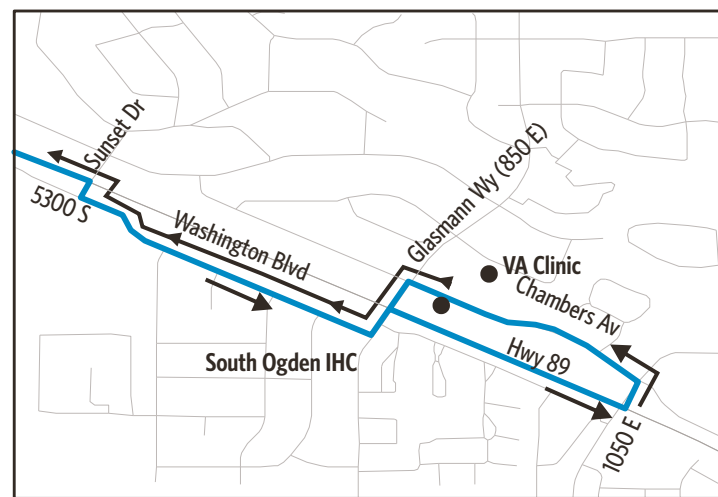 Sunset Dr
5300 S
Washington Blvd
Glasmann Wy (850 E)
VA Clinic
Chambers Av
South Ogden IHC
Hwy 89
1050 E